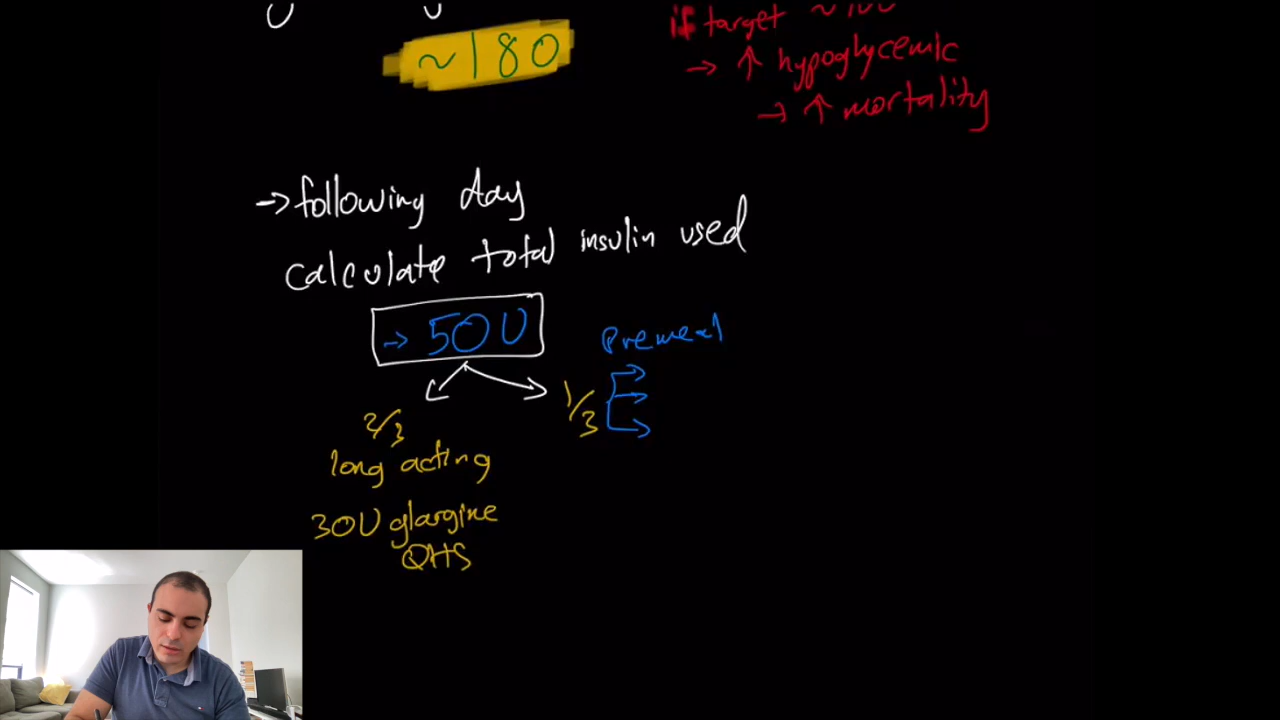 if target ~100
~180
→ ↑ hypoglycemic
→ ↑ mortality
→ following day
calculate total insulin used
→ 50U
Premeal
2/3
1/3
long acting
30U glargine
QHS